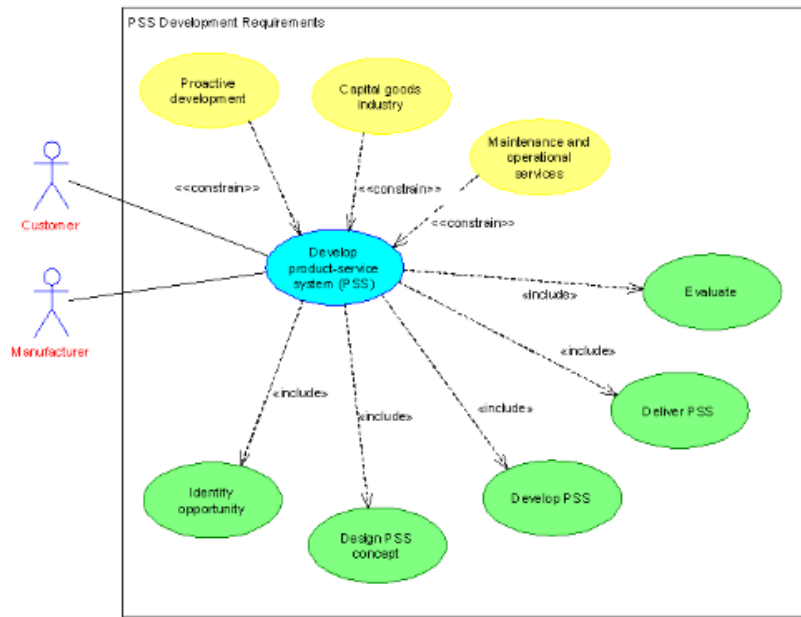 PSS Development Requirements
Proactive
development
Capital goods
industry
Maintenance and
operational
services
<<constrain>>
<<constrain>>
<<constrain>>
Customer
Develop
product-service
system (PSS)
Manufacturer
Evaluate
«include»
«include»
Deliver PSS
«include»
«include»
«include»
Identify
opportunity
Design PSS
concept
Develop PSS